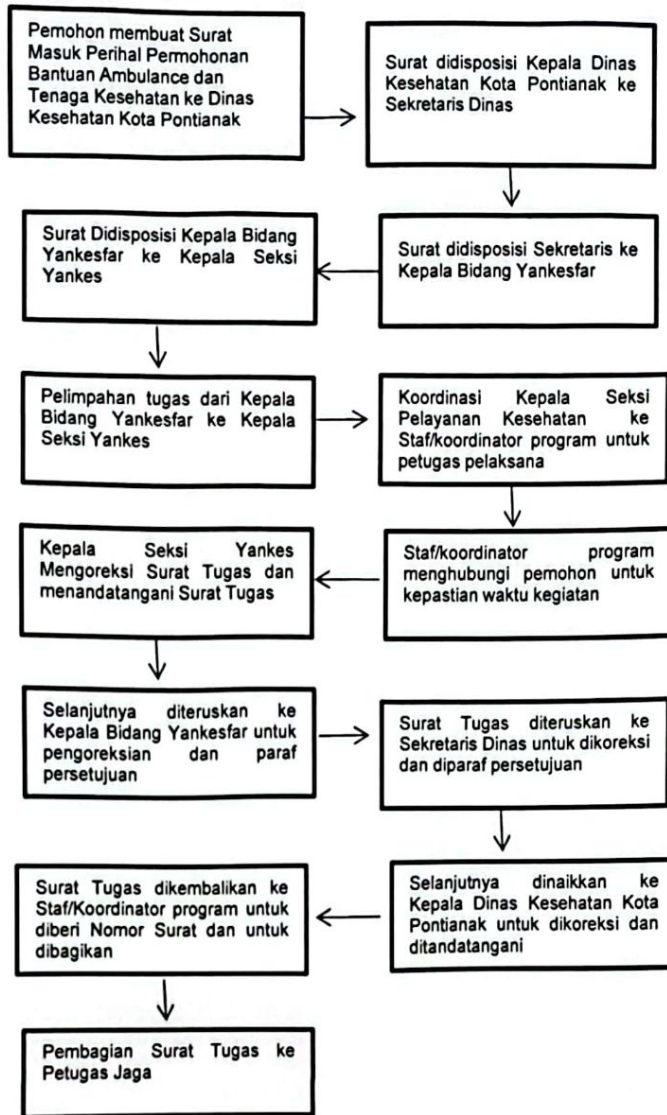 Pemohon membuat Surat
Masuk Perihal Permohonan
Bantuan Ambulance dan
Tenaga Kesehatan ke Dinas
Kesehatan Kota Pontianak
Surat didisposisi Kepala Dinas
Kesehatan Kota Pontianak ke
Sekretaris Dinas
Surat didisposisi Sekretaris ke
Kepala Bidang Yankesfar
Surat Didisposisi Kepala Bidang
Yankesfar ke Kepala Seksi
Yankes
Pelimpahan tugas dari Kepala
Bidang Yankesfar ke Kepala
Seksi Yankes
Koordinasi Kepala Seksi
Pelayanan Kesehatan ke
Staf/koordinator program untuk
petugas pelaksana
Staf/koordinator program
menghubungi pemohon untuk
kepastian waktu kegiatan
Kepala Seksi Yankes
Mengoreksi Surat Tugas dan
menandatangani Surat Tugas
Selanjutnya diteruskan ke
Kepala Bidang Yankesfar untuk
pengoreksian dan paraf
persetujuan
Surat Tugas diteruskan ke
Sekretaris Dinas untuk dikoreksi
dan diparaf persetujuan
Selanjutnya dinaikkan ke
Kepala Dinas Kesehatan Kota
Pontianak untuk dikoreksi dan
ditandatangani
Surat Tugas dikembalikan ke
Staf/Koordinator program untuk
diberi Nomor Surat dan untuk
dibagikan
Pembagian Surat Tugas ke
Petugas Jaga